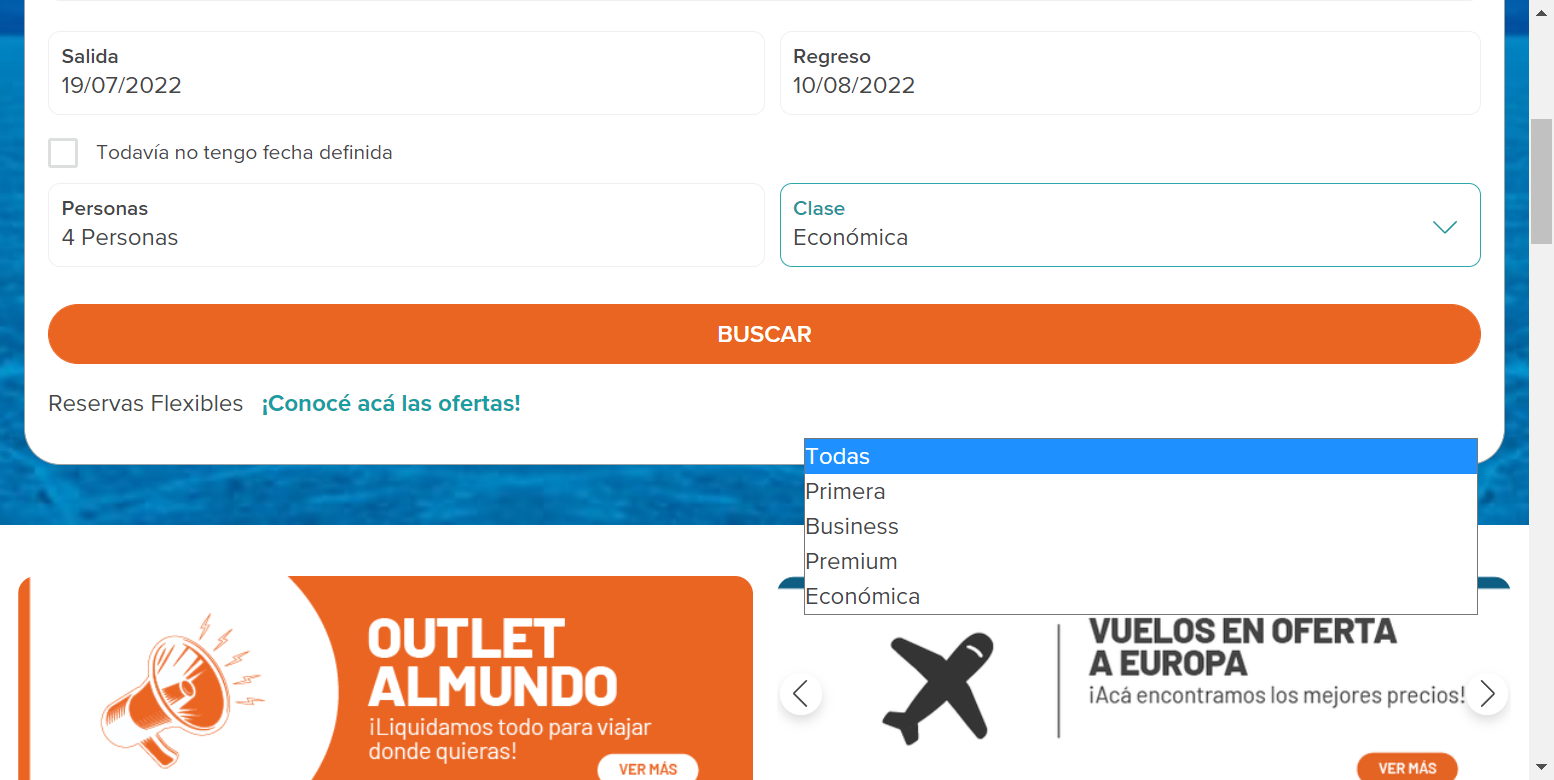 Salida
19/07/2022
Regreso
10/08/2022
Todavía no tengo fecha definida
Personas
4 Personas
Clase
Económica
BUSCAR
Reservas Flexibles ¡Conocé acá las ofertas!
Todas
Primera
Business
Premium
Económica
OUTLET
ALMUNDO
¡Liquidamos todo para viajar
donde quieras!
VER MÁS
VUELOS EN OFERTA
A EUROPA
¡Acá encontramos los mejores precios!
VER MÁS